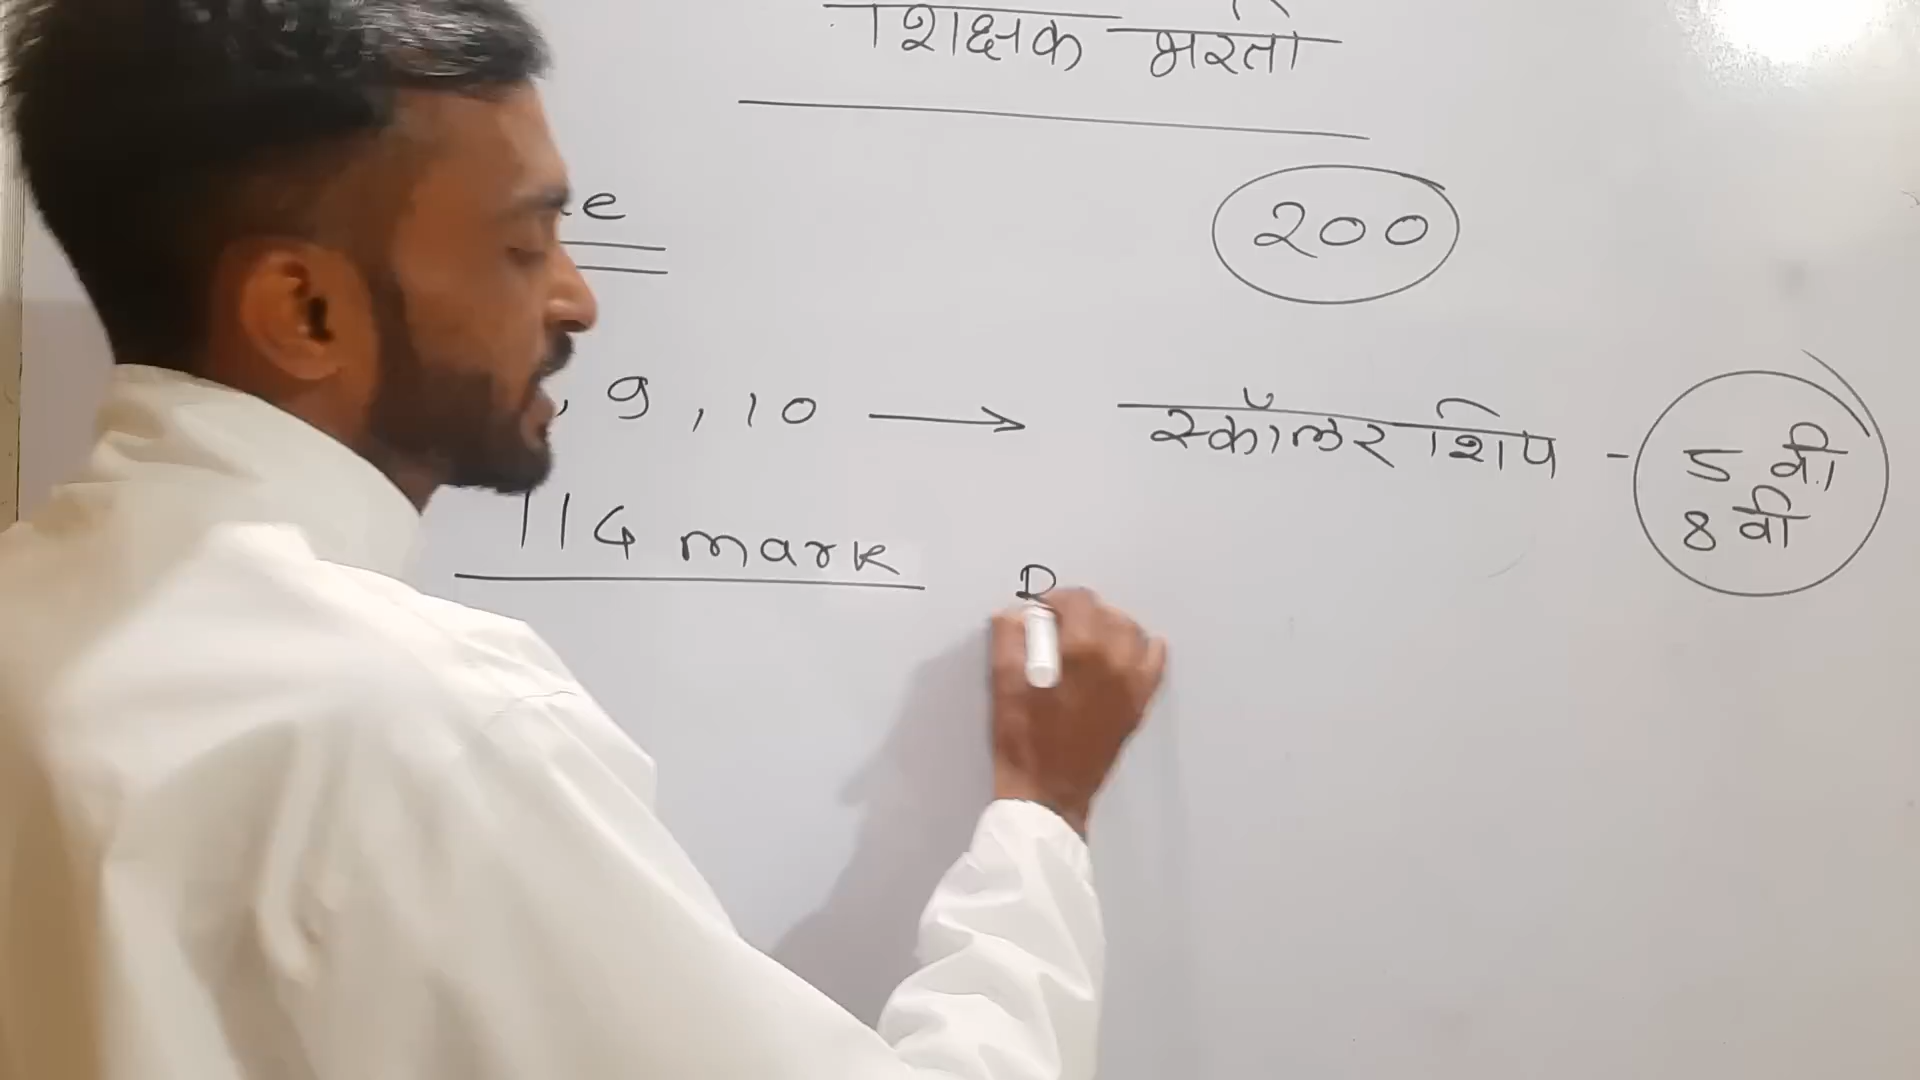 शिक्षक भरती
200
, 9, 10 → स्कॉलरशिप - 5 वी
8 वी
114 mark D